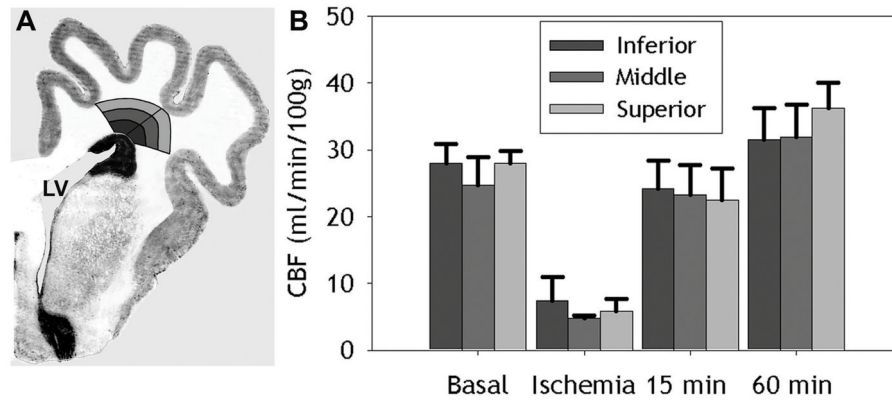 A
LV
B
CBF (ml/min/100g)
50
40
30
20
10
0
Inferior
Middle
Superior
Basal Ischemia 15 min 60 min